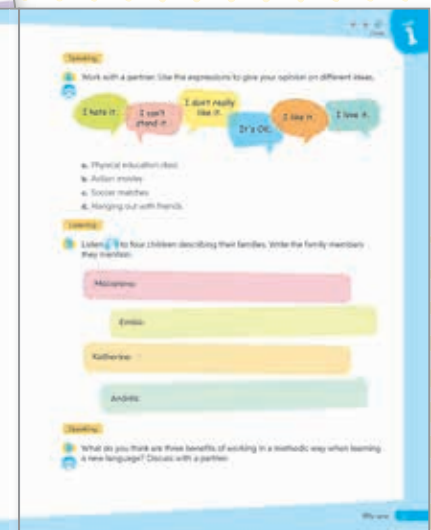 Speaking
Work with a partner. Use the expressions to give your opinion on different ideas.
I hate it.
I can't stand it.
I don't really like it.
It's OK.
I like it.
I love it.
a. Physical education class
b. Action movies
c. Soccer matches
d. Hanging out with friends
Listening
Listen to four children describing their families. Write the family members
they mention.
Emilio:
Katherine:
Andrés:
Speaking
What do you think are three benefits of working in a methodic way when learning
a new language? Discuss with a partner.